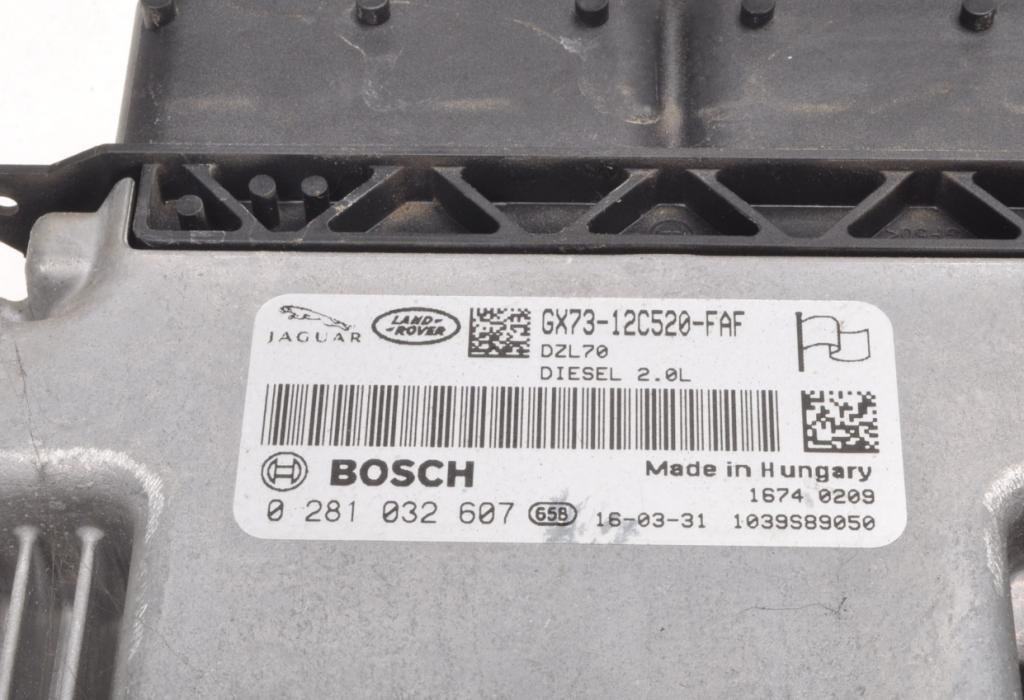 JAGUAR
LAND-
-ROVER
GX73-12C520-FAF
DZL70
DIESEL 2.0L
BOSCH
Made in Hungary
1674 0209
0 281 032 607 65B 16-03-31 1039S89050